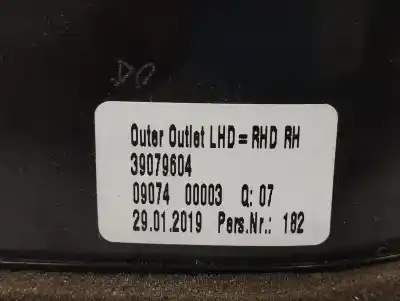 DO
Outer Outlet LHD = RHD RH
39079604
09074 00003 Q: 07
29.01.2019 Pers.Nr.: 182